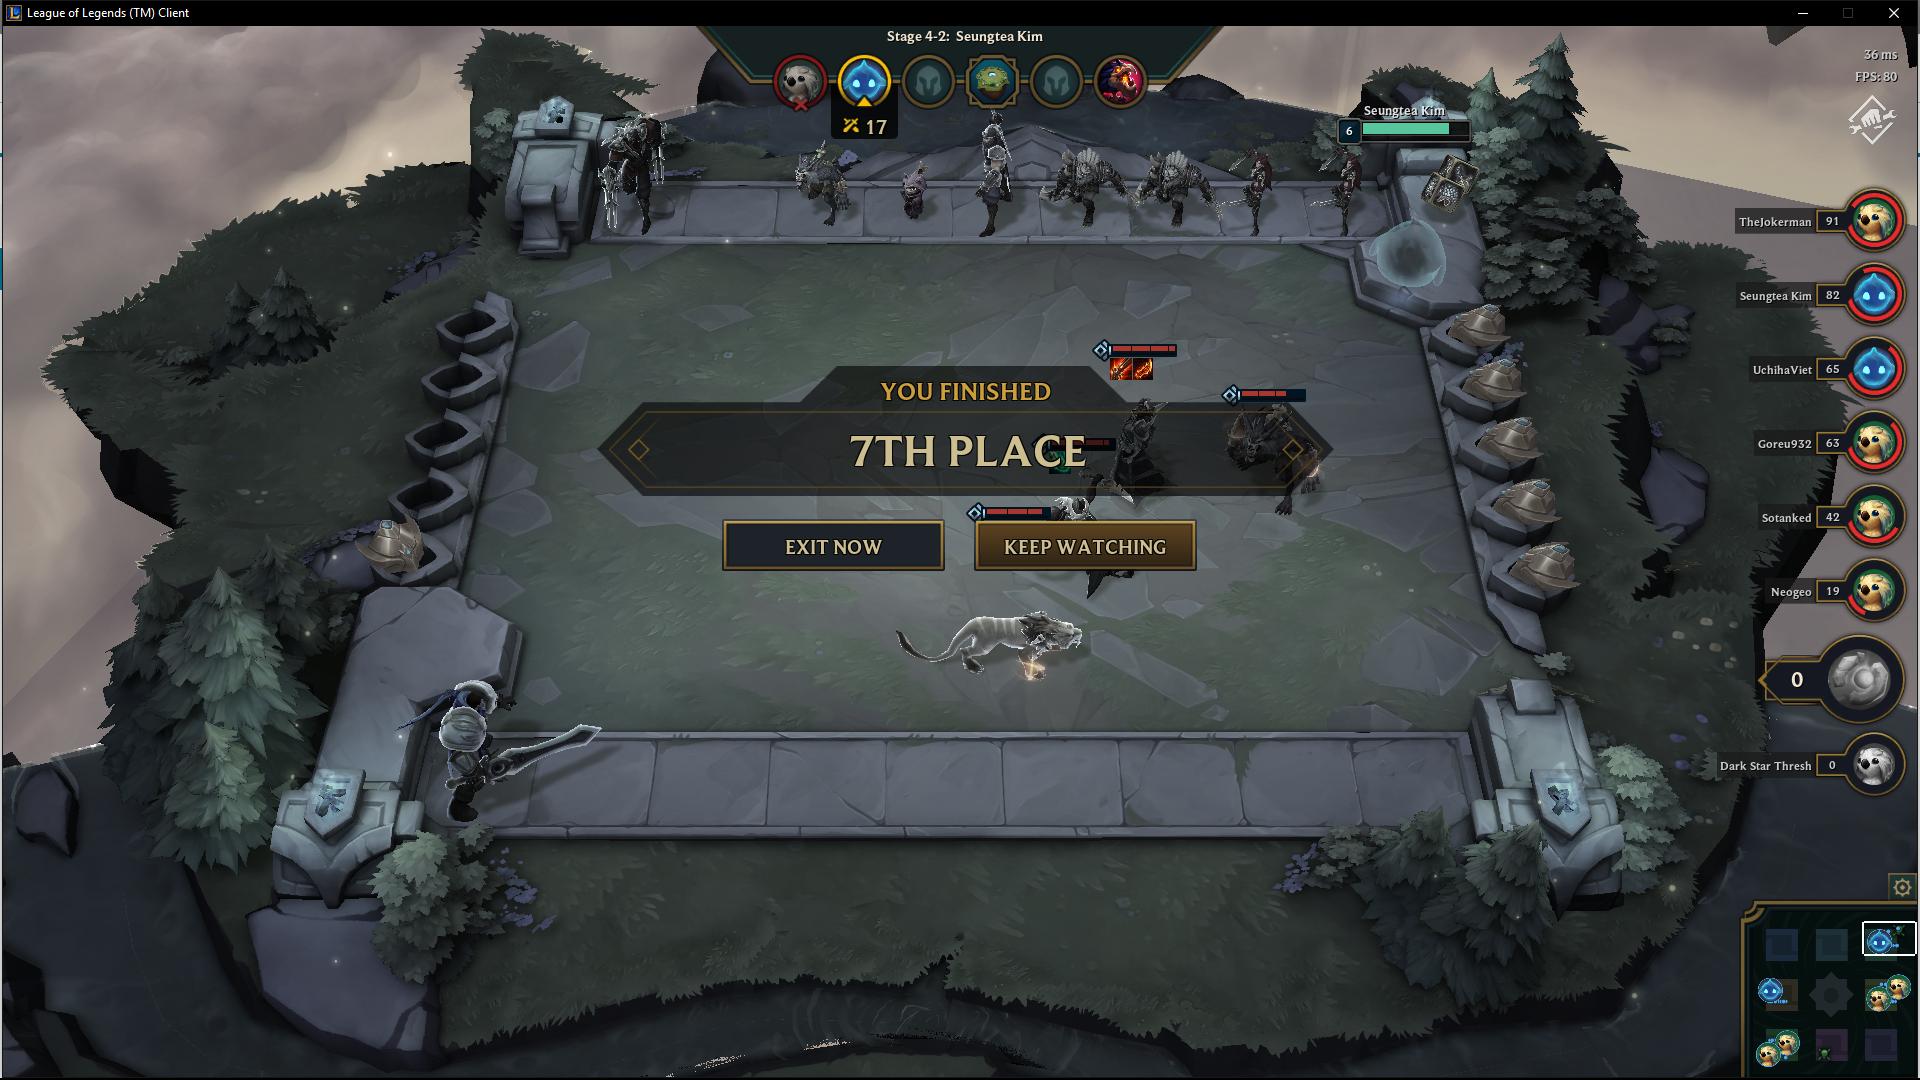 League of Legends (TM) Client
Stage 4-2: Seungtea Kim
36 ms
FPS: 80
17
Seungtea Kim
6
TheJokerman 91
Seungtea Kim 82
UchihaViet 65
YOU FINISHED
7TH PLACE
Goreu932 63
Sotanked 42
EXIT NOW
KEEP WATCHING
Neogeo 19
0
Dark Star Thresh 0